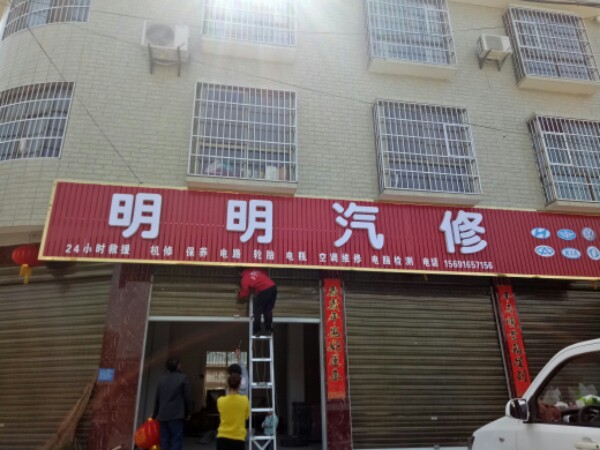 明明汽修
24小时救援 机修 保养 电路 轮胎 电瓶 空调维修 电脑检测 电话 15691657156